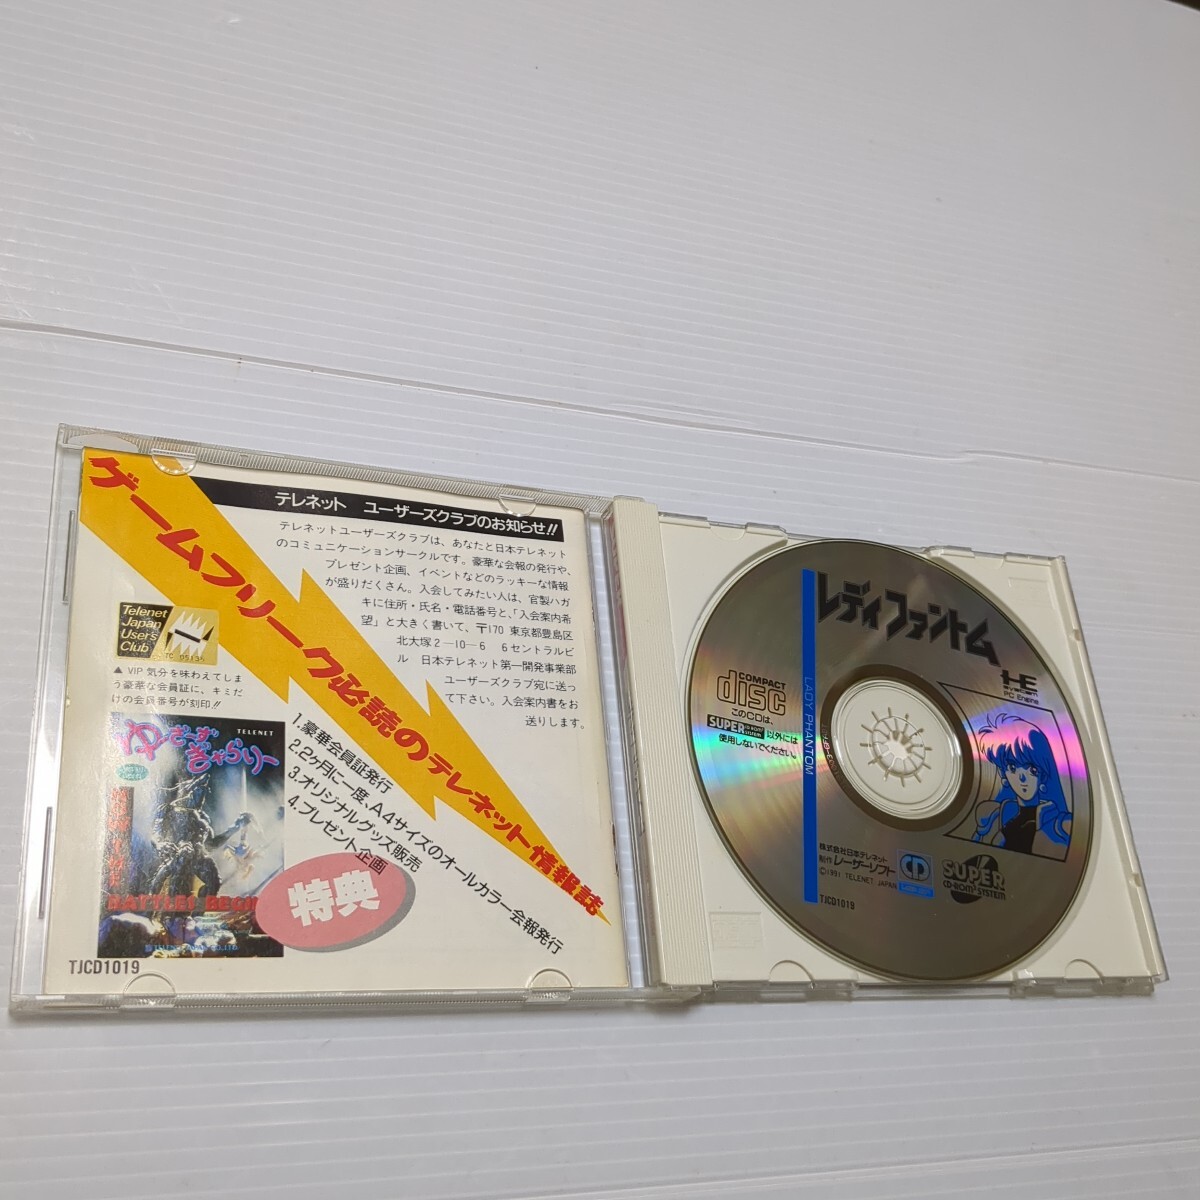 ゲームフリーク必読のテレネット情報誌
テレネット ユーザーズクラブのお知らせ!!
テレネットユーザーズクラブは、あなたと日本テレネット
のコミュニケーションサークルです。豪華な会報の発行や、
プレゼント企画、イベントなどのラッキーな情報
が盛りだくさん。入会してみたい人は、官製ハガ
キに住所・氏名・電話番号と、「入会案内希
望」と大きく書いて、〒170 東京都豊島区
北大塚2―10―6 6セントラルビ
ル 日本テレネット第一開発事業部
ユーザーズクラブ宛に送っ
て下さい。入会案内書をお
送りします。
Telenet
Japan
User's
Club
▲ VIP 気分を味わえてしま
う豪華な会員証に、キミだ
けの会員番号が刻印!!
TELENET
ゆーざーずぎゃらりー
BATTLE! BEGIN
1.豪華会員証発行
2.2ヶ月に一度、A4サイズのオールカラー会報発行
3.オリジナルグッズ販売
4.プレゼント企画
特典
TJCD1019
レディファントム
LADY PHANTOM
HE
System
PC Engine
COMPACT
disc
このCDは、
SUPER CD-ROM² SYSTEM 以外には
使用しないでください。
株式会社日本テレネット
制作 レーザーソフト
©1991 TELENET JAPAN
CD
TJCD1019
SUPER
CD-ROM² SYSTEM